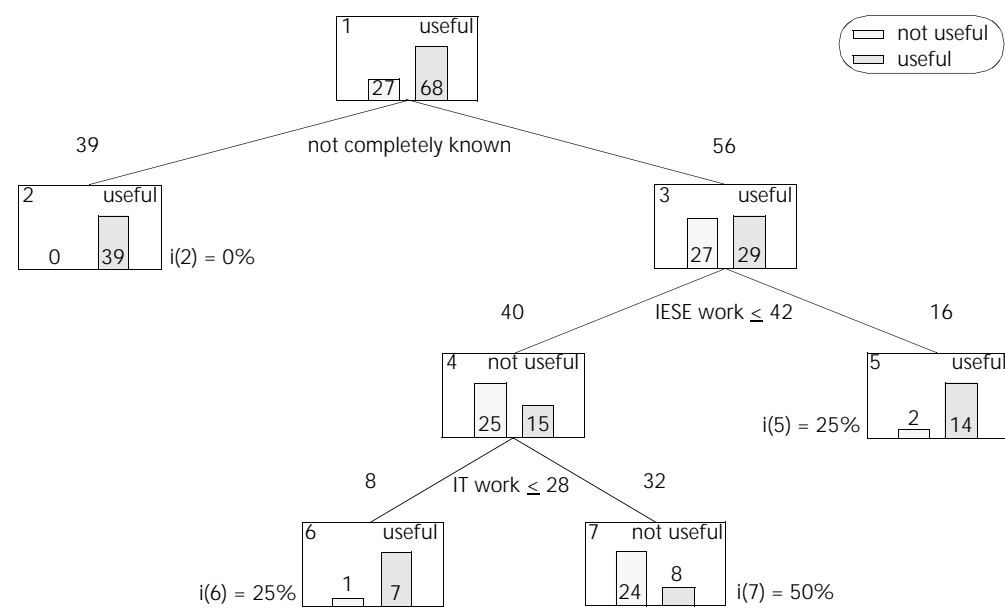 1 useful
27 68
not useful
useful
39 not completely known 56
2 useful
0 39
i(2) = 0%
3 useful
27 29
40 IESE work ≤ 42 16
4 not useful
25 15
5 useful
2 14
i(5) = 25%
8 IT work ≤ 28 32
6 useful
1 7
i(6) = 25%
7 not useful
24 8
i(7) = 50%